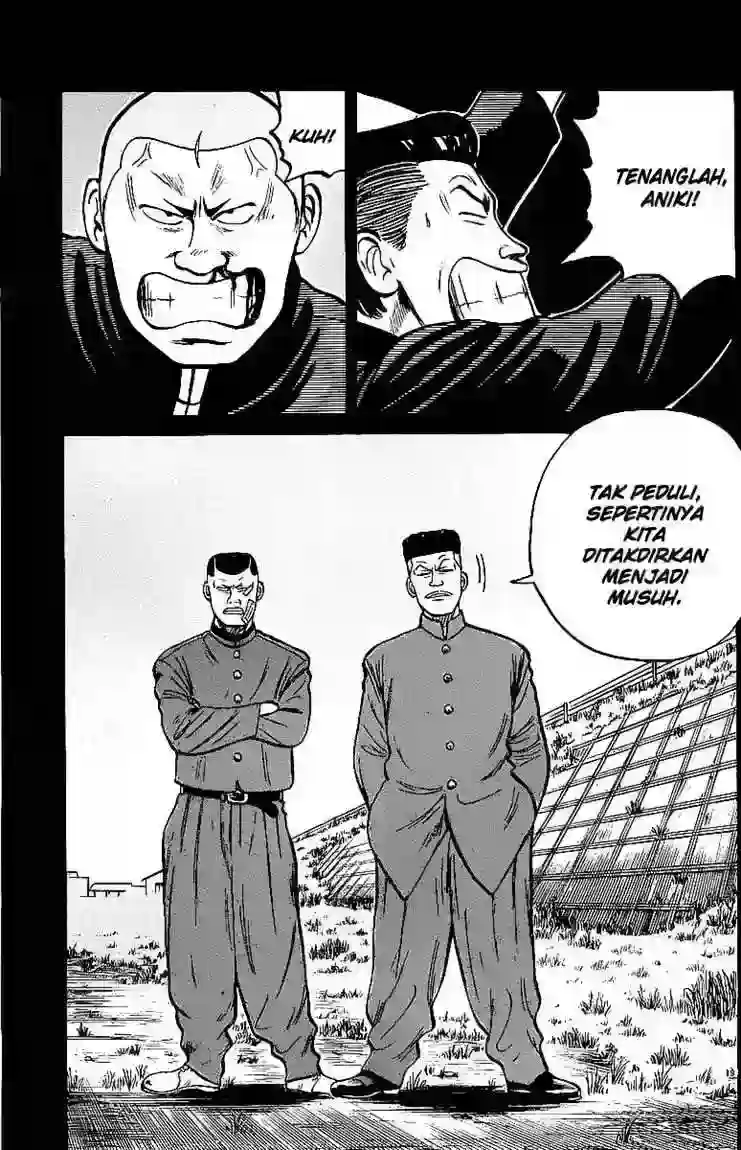 KUH!
TENANGLAH,
ANIKI!
TAK PEDULI,
SEPERTINYA
KITA
DITAKDIRKAN
MENJADI
MUSUH.